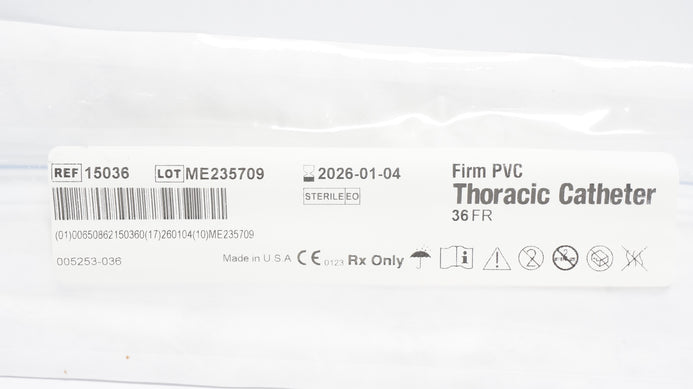 REF 15036 LOT ME235709 2026-01-04
STERILE EO
(01)00650862150360(17)260104(10)ME235709
005253-036
Firm PVC
Thoracic Catheter
36 FR
Made in U.S.A CE 0123 Rx Only